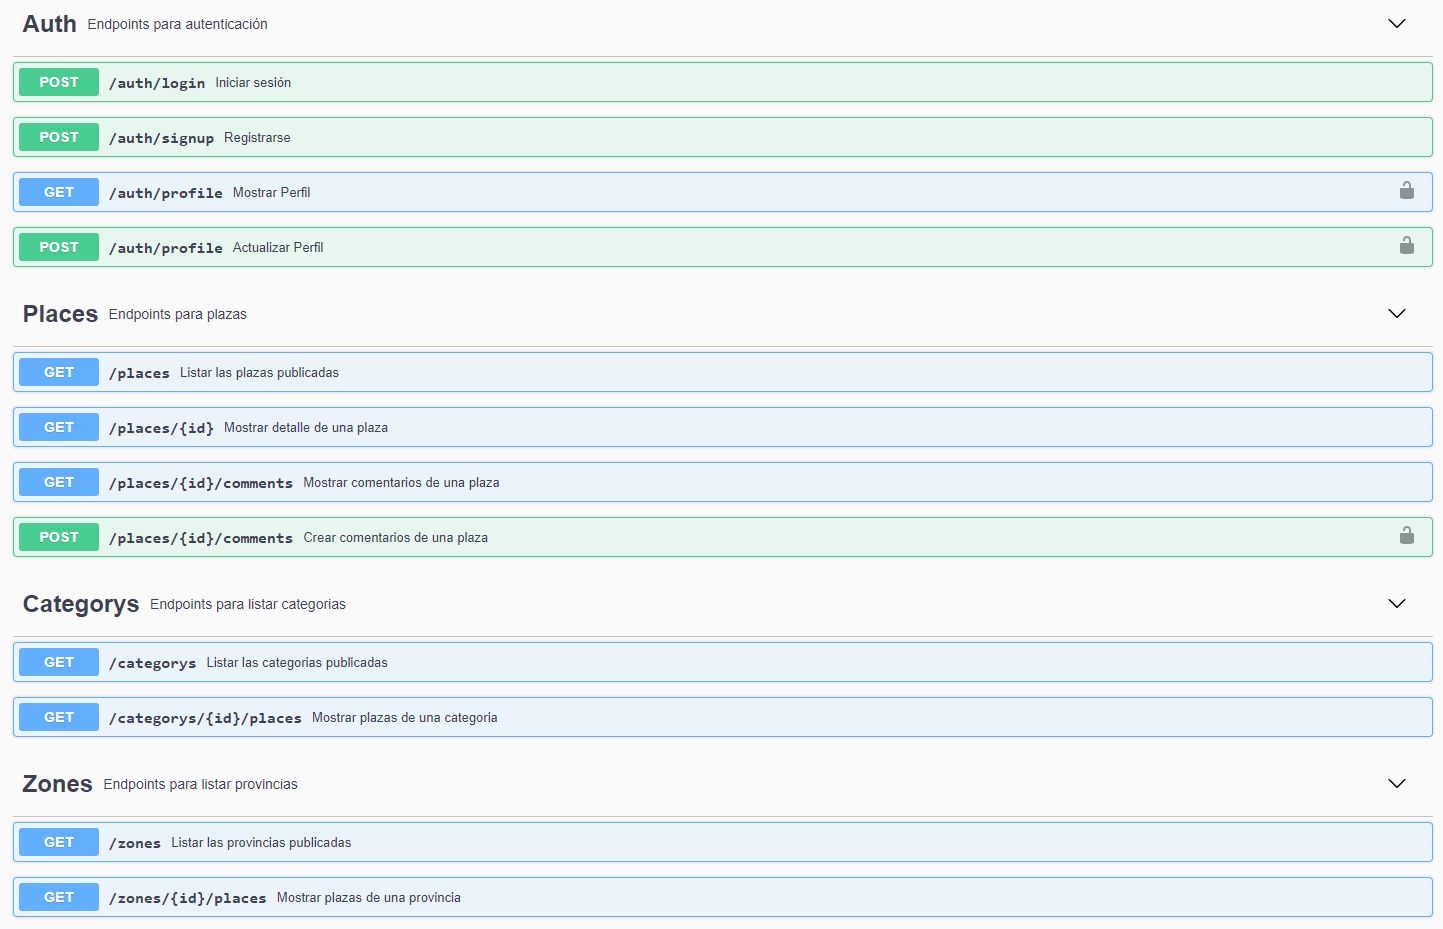 Auth Endpoints para autenticación
POST /auth/login Iniciar sesión
POST /auth/signup Registrarse
GET /auth/profile Mostrar Perfil
POST /auth/profile Actualizar Perfil
Places Endpoints para plazas
GET /places Listar las plazas publicadas
GET /places/{id} Mostrar detalle de una plaza
GET /places/{id}/comments Mostrar comentarios de una plaza
POST /places/{id}/comments Crear comentarios de una plaza
Categorys Endpoints para listar categorias
GET /categorys Listar las categorias publicadas
GET /categorys/{id}/places Mostrar plazas de una categoria
Zones Endpoints para listar provincias
GET /zones Listar las provincias publicadas
GET /zones/{id}/places Mostrar plazas de una provincia